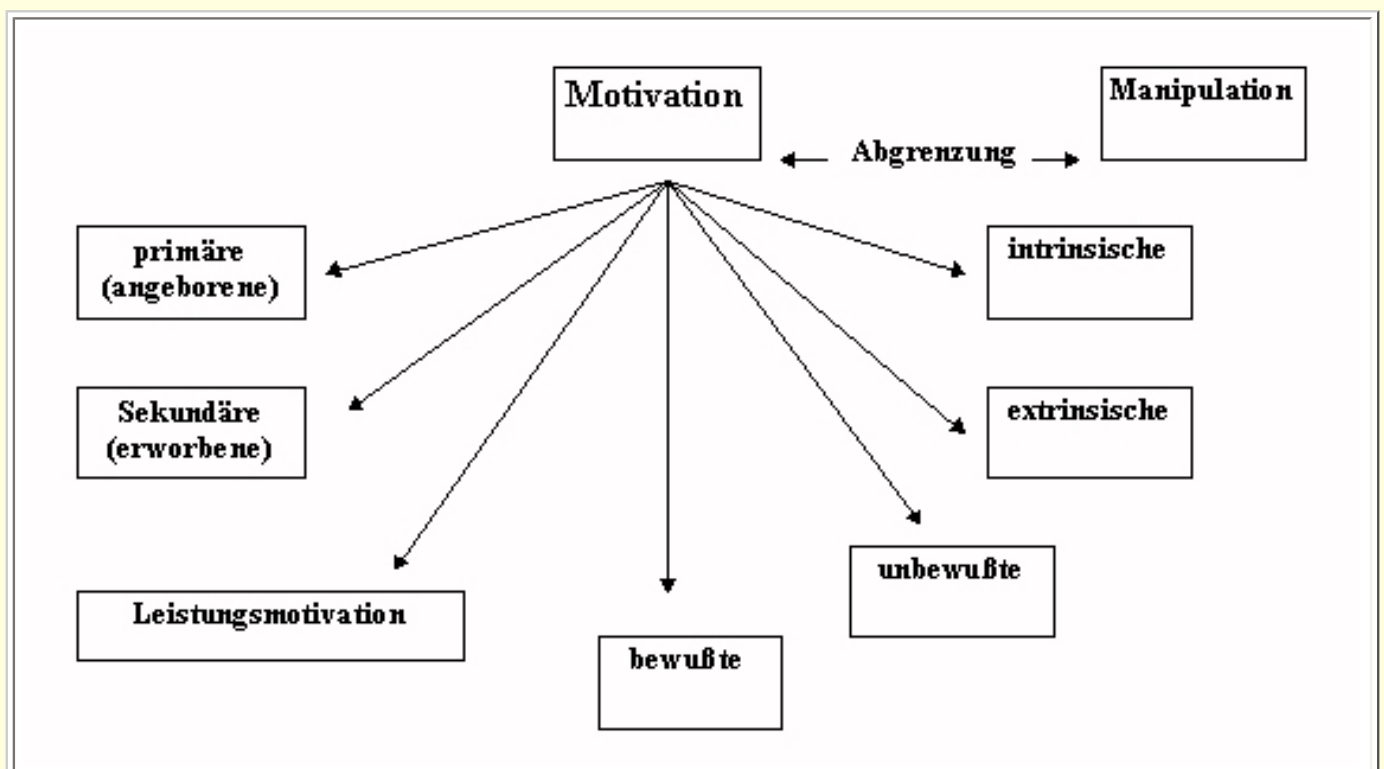 Motivation
Manipulation
Abgrenzung
primäre
(angeborene)
intrinsische
Sekundäre
(erworbene)
extrinsische
unbewußte
Leistungsmotivation
bewußte